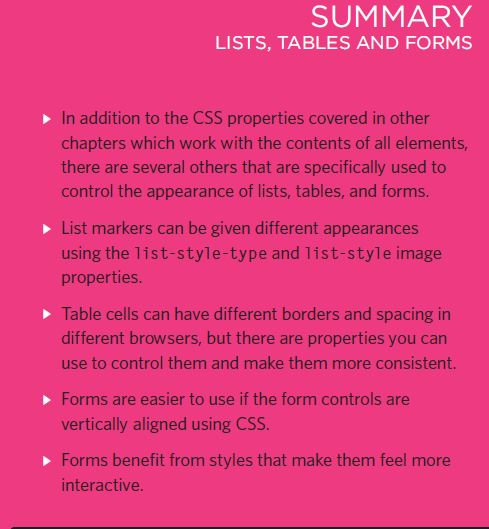 SUMMARY
LISTS, TABLES AND FORMS
In addition to the CSS properties covered in other
chapters which work with the contents of all elements,
there are several others that are specifically used to
control the appearance of lists, tables, and forms.
List markers can be given different appearances
using the list-style-type and list-style image
properties.
Table cells can have different borders and spacing in
different browsers, but there are properties you can
use to control them and make them more consistent.
Forms are easier to use if the form controls are
vertically aligned using CSS.
Forms benefit from styles that make them feel more
interactive.